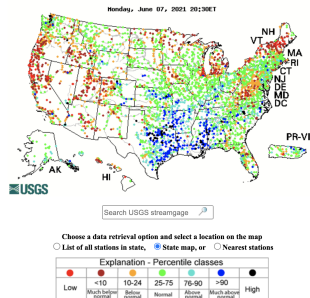 Monday, June 07, 2021 20:30ET
NH
VT
MA
RI
CT
NJ
DE
MD
DC
PR-VI
AK
HI
USGS
Search USGS streamgage
Choose a data retrieval option and select a location on the map
List of all stations in state, State map, or Nearest stations
Explanation - Percentile classes
Low <10 10-24 25-75 76-90 >90 High
Much below normal Below normal Normal Above normal Much above normal